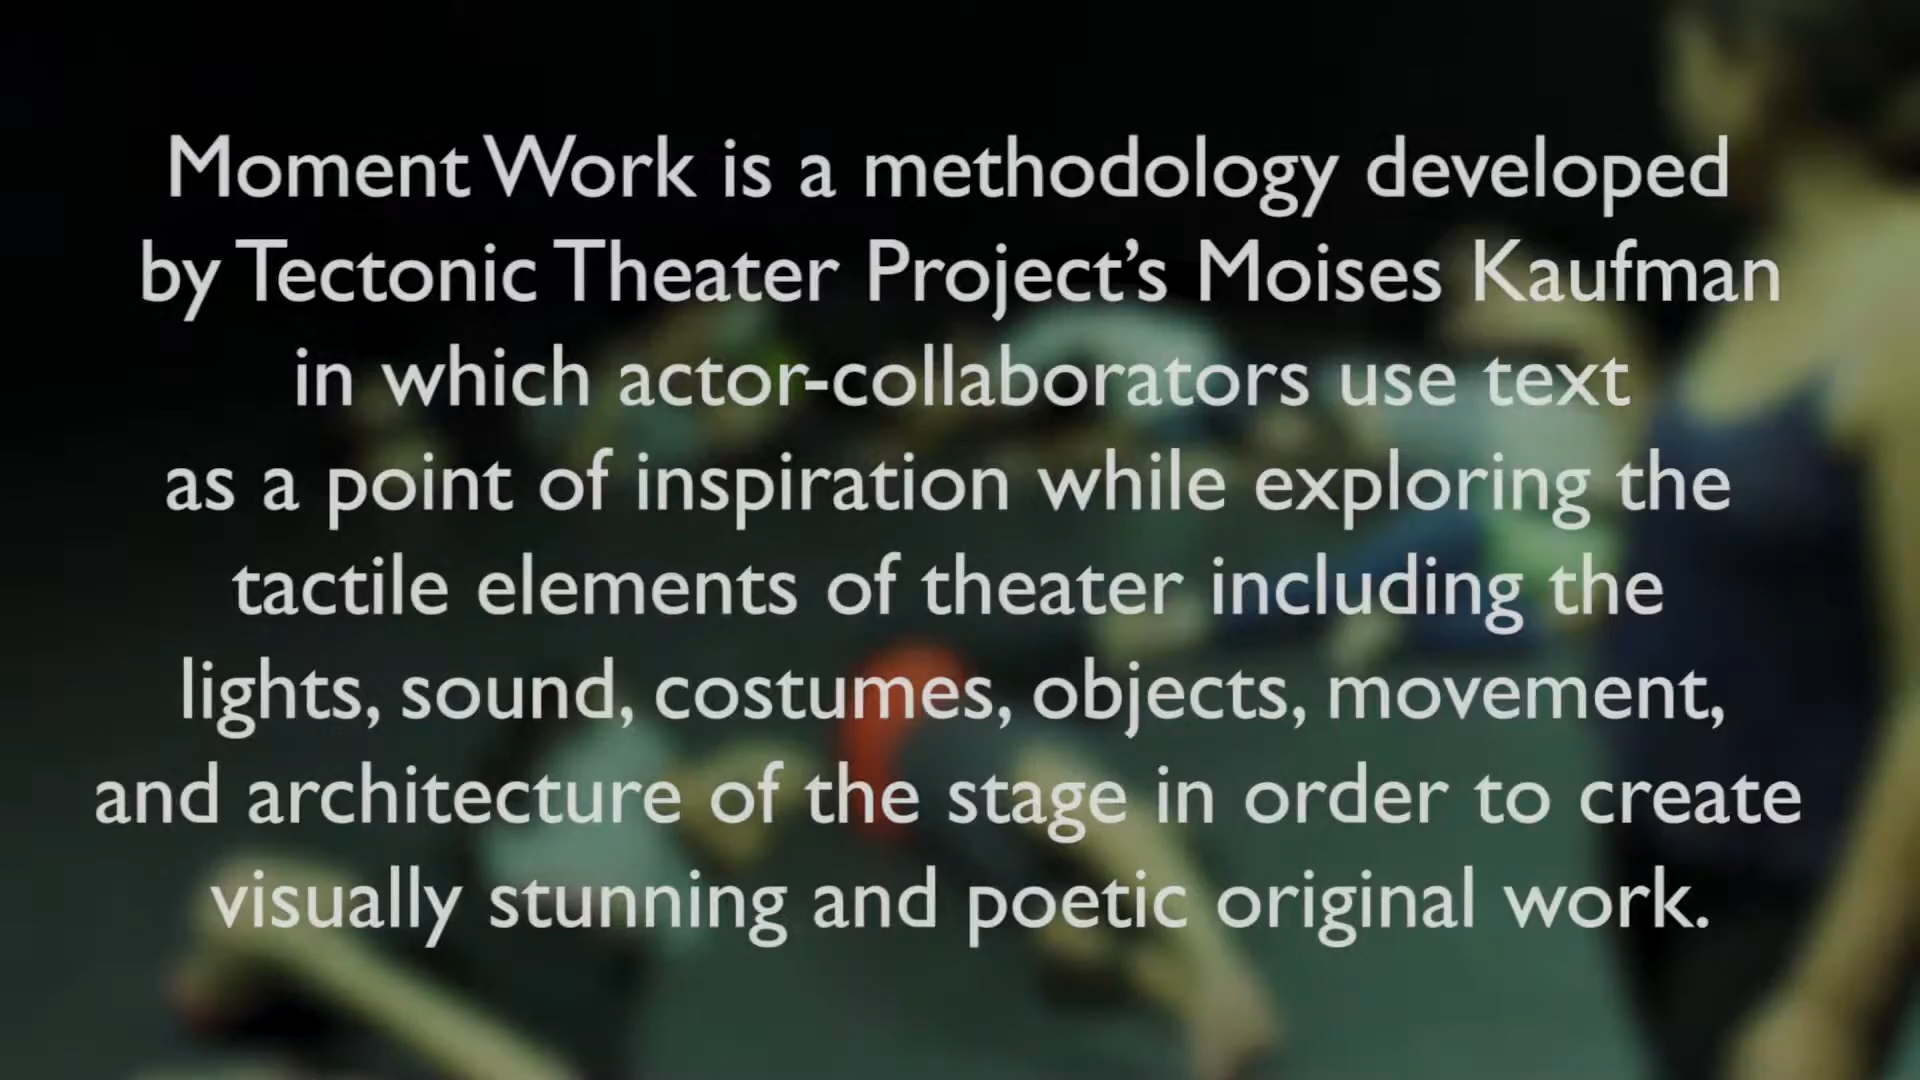 Moment Work is a methodology developed
by Tectonic Theater Project’s Moises Kaufman
in which actor-collaborators use text
as a point of inspiration while exploring the
tactile elements of theater including the
lights, sound, costumes, objects, movement,
and architecture of the stage in order to create
visually stunning and poetic original work.